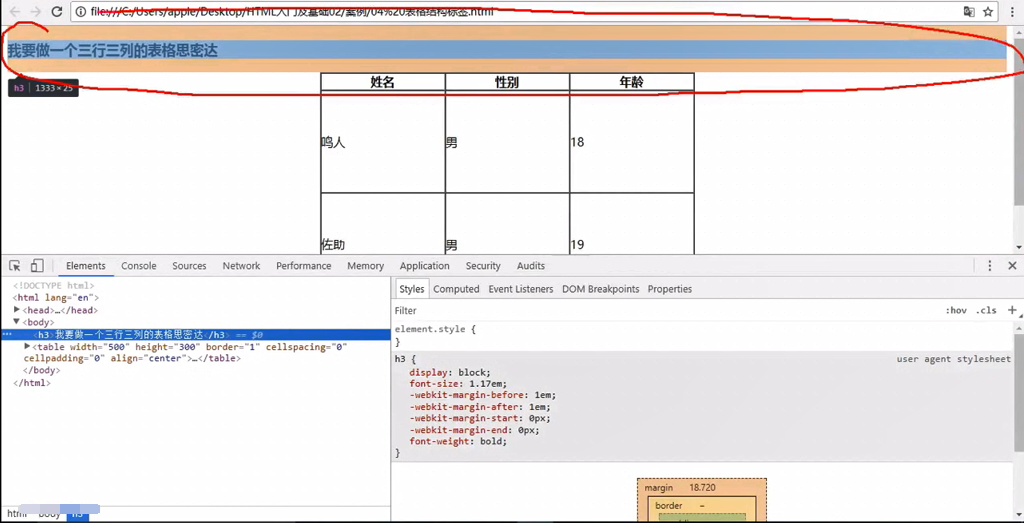 file:///C:/Users/apple/Desktop/HTML入门及基础02/案例/04%20表格结构标签.html
我要做一个三行三列的表格思密达
h3 | 1333 × 25
姓名 性别 年龄
鸣人 男 18
佐助 男 19
Elements Console Sources Network Performance Memory Application Security Audits
<!DOCTYPE html>
<html lang="en">
<head>…</head>
<body>
<h3>我要做一个三行三列的表格思密达</h3> == $0
<table width="500" height="300" border="1" cellspacing="0"
cellpadding="0" align="center">…</table>
</body>
</html>
html body h3
Styles Computed Event Listeners DOM Breakpoints Properties
Filter :hov .cls +
element.style {
}
h3 { user agent stylesheet
display: block;
font-size: 1.17em;
-webkit-margin-before: 1em;
-webkit-margin-after: 1em;
-webkit-margin-start: 0px;
-webkit-margin-end: 0px;
font-weight: bold;
}
margin 18.720
border –